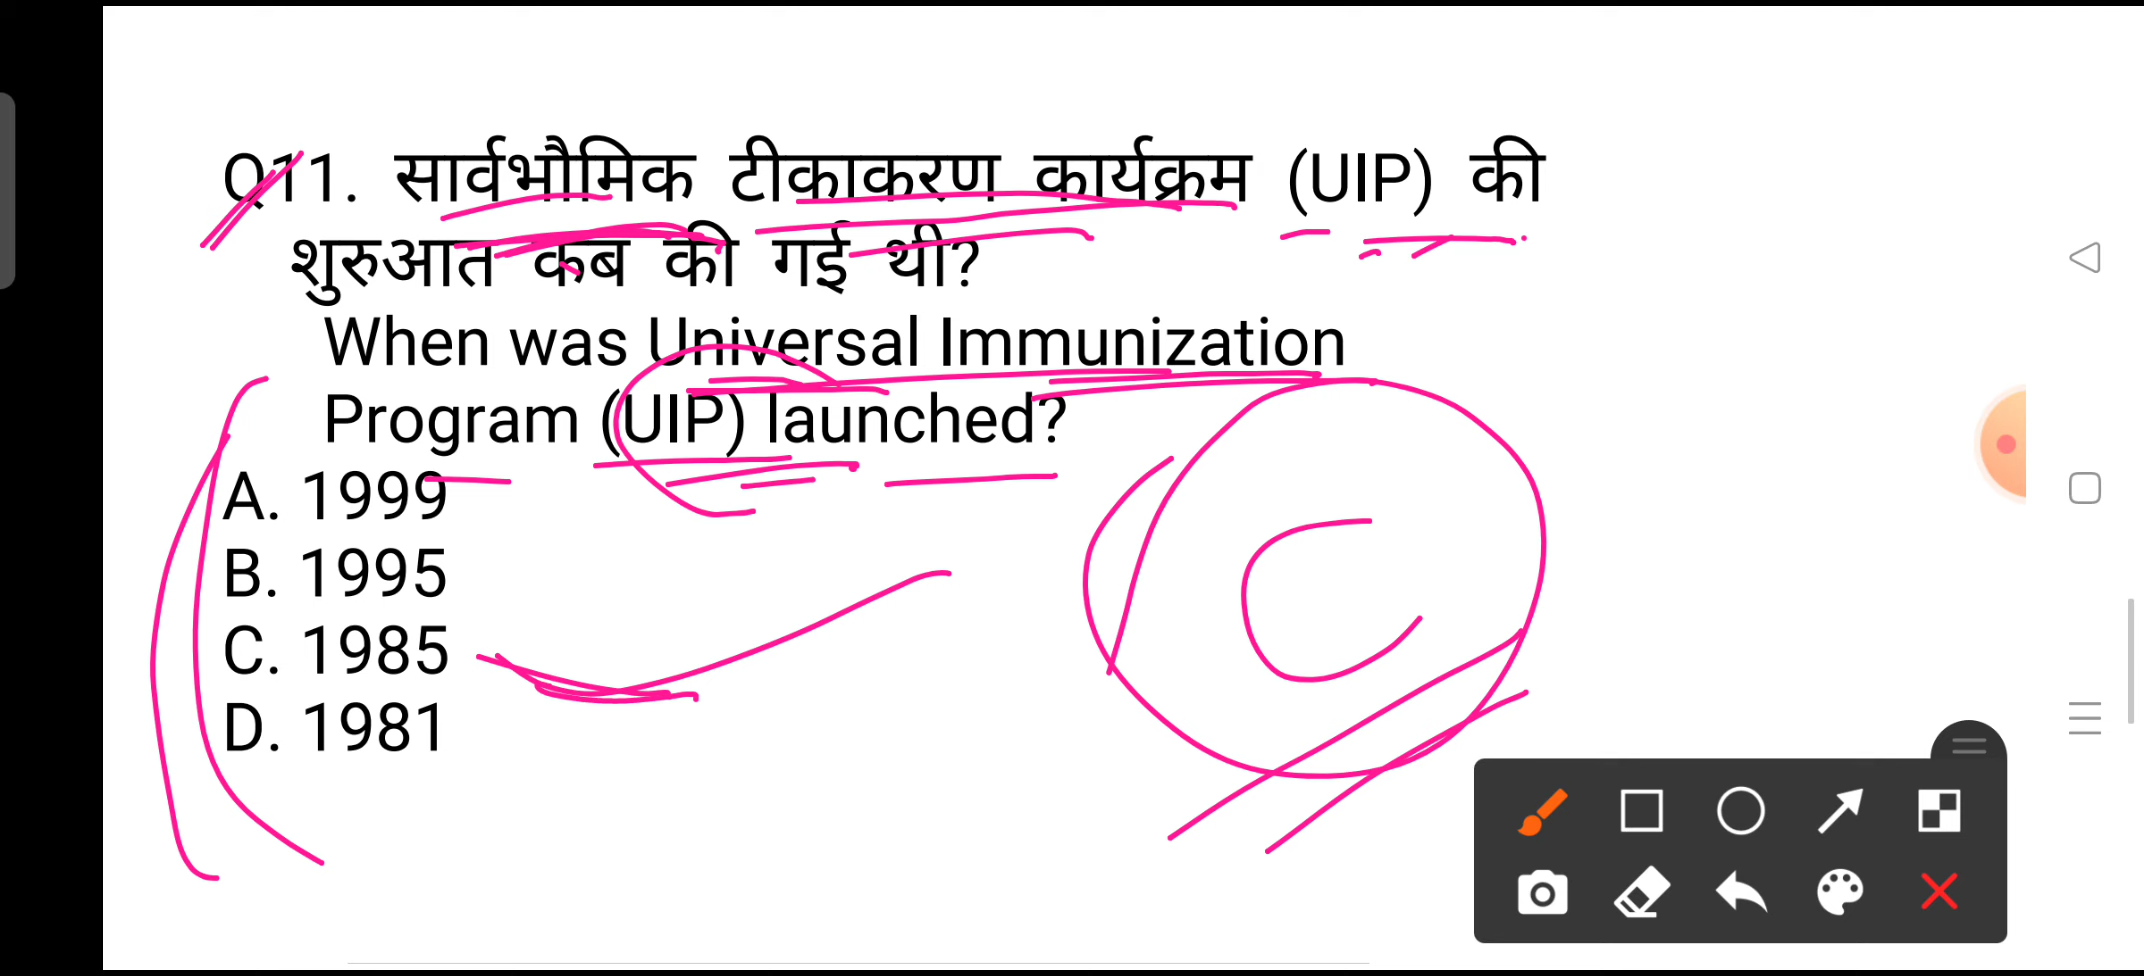 Q11. सार्वभौमिक टीकाकरण कार्यक्रम (UIP) की
शुरुआत कब की गई थी?
When was Universal Immunization
Program (UIP) launched?
A. 1999
B. 1995
C. 1985
D. 1981
C